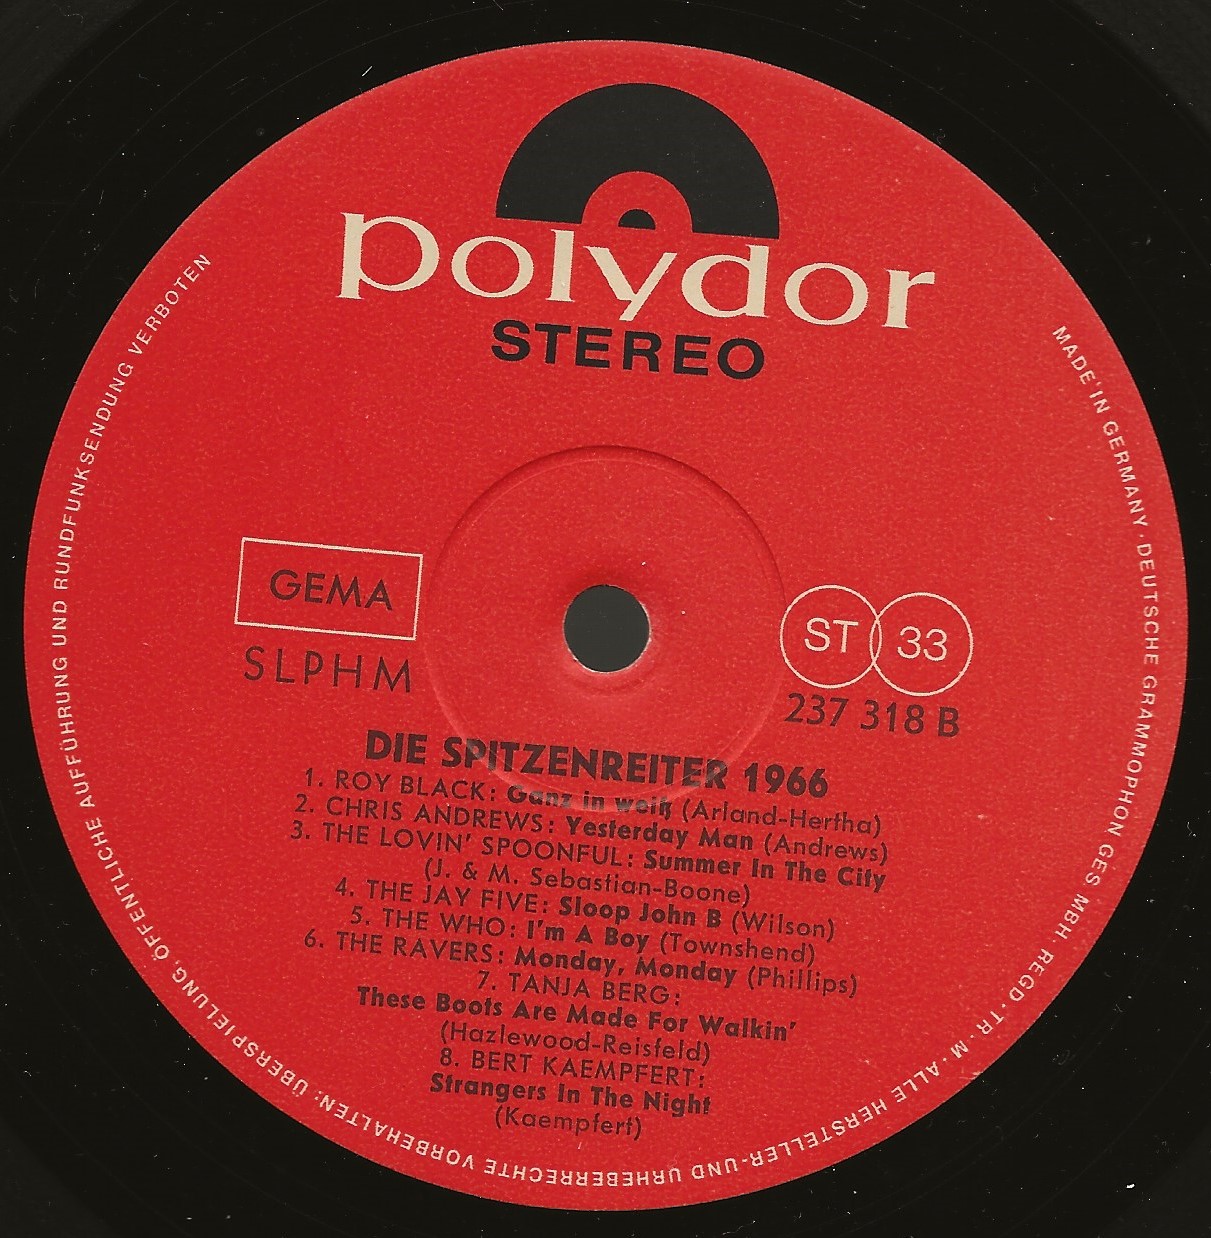 polydor
STEREO
GEMA
SLPHM
ST 33
237 318 B
DIE SPITZENREITER 1966
1. ROY BLACK: Ganz in weiß (Arland-Hertha)
2. CHRIS ANDREWS: Yesterday Man (Andrews)
3. THE LOVIN' SPOONFUL: Summer In The City
(J. & M. Sebastian-Boone)
4. THE JAY FIVE: Sloop John B (Wilson)
5. THE WHO: I'm A Boy (Townshend)
6. THE RAVERS: Monday, Monday (Phillips)
7. TANJA BERG:
These Boots Are Made For Walkin'
(Hazlewood-Reisfeld)
8. BERT KAEMPFERT:
Strangers In The Night
(Kaempfert)
MADE IN GERMANY · DEUTSCHE GRAMMOPHON GES. MBH. REGD · TR · M · ALLE HERSTELLER-UND URHEBERRECHTE VORBEHALTEN: ÜBERSPIELUNG, ÖFFENTLICHE AUFFÜHRUNG UND RUNDFUNKSENDUNG VERBOTEN